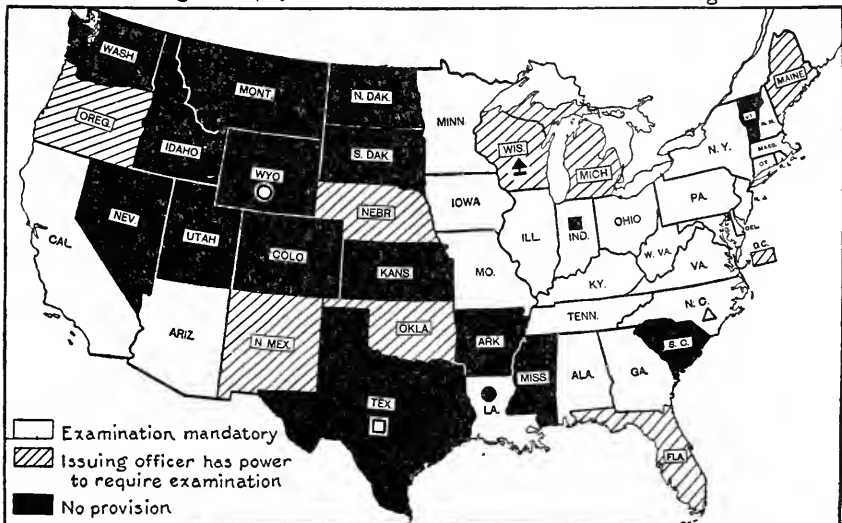 WASH
MONT.
N. DAK.
MINN.
MAINE
OREG.
IDAHO
S. DAK
WIS.
VT.
N. H.
WYO
MICH
N. Y.
MASS.
CT
R. I.
NEBR
IOWA
PA.
N. J.
NEV.
UTAH
COLO
ILL.
IND.
OHIO
DEL.
D.C.
CAL.
KANS
MO.
W. VA.
VA.
KY.
ARIZ
N. MEX.
OKLA
ARK
TENN.
N. C.
S. C.
TEX
LA.
MISS
ALA.
GA.
FLA.
Examination mandatory
Issuing officer has power
to require examination
No provision